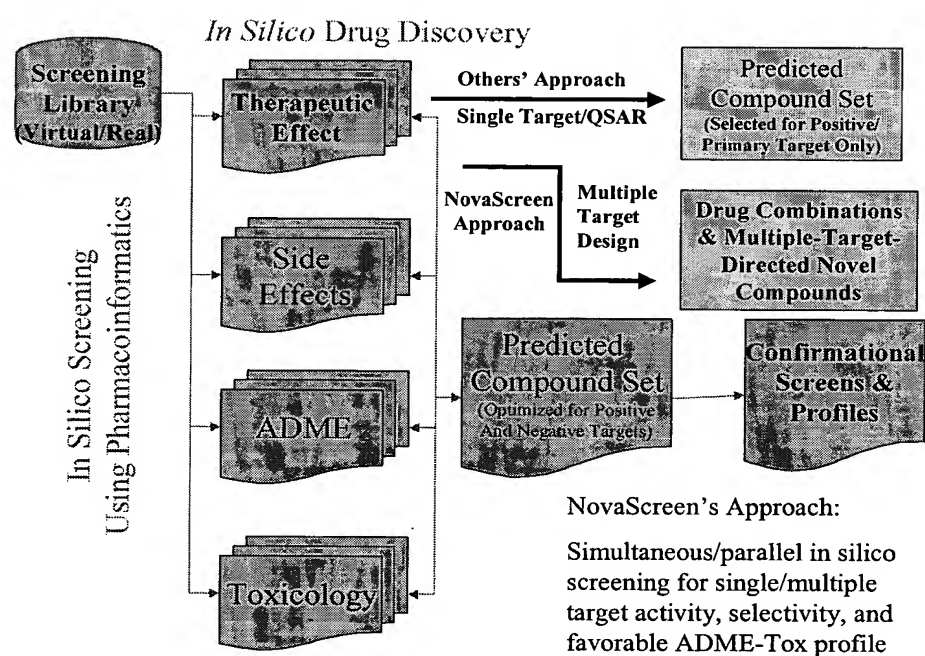 In Silico Drug Discovery
Screening
Library
(Virtual/Real)
Therapeutic
Effect
Others' Approach
Single Target/QSAR
Predicted
Compound Set
(Selected for Positive/
Primary Target Only)
NovaScreen
Approach
Multiple
Target
Design
Drug Combinations
& Multiple-Target-
Directed Novel
Compounds
In Silico Screening
Using Pharmacoinformatics
Side
Effects
Predicted
Compound Set
(Optimized for Positive
And Negative Targets)
Confirmational
Screens &
Profiles
ADME
Toxicology
NovaScreen's Approach:
Simultaneous/parallel in silico
screening for single/multiple
target activity, selectivity, and
favorable ADME-Tox profile